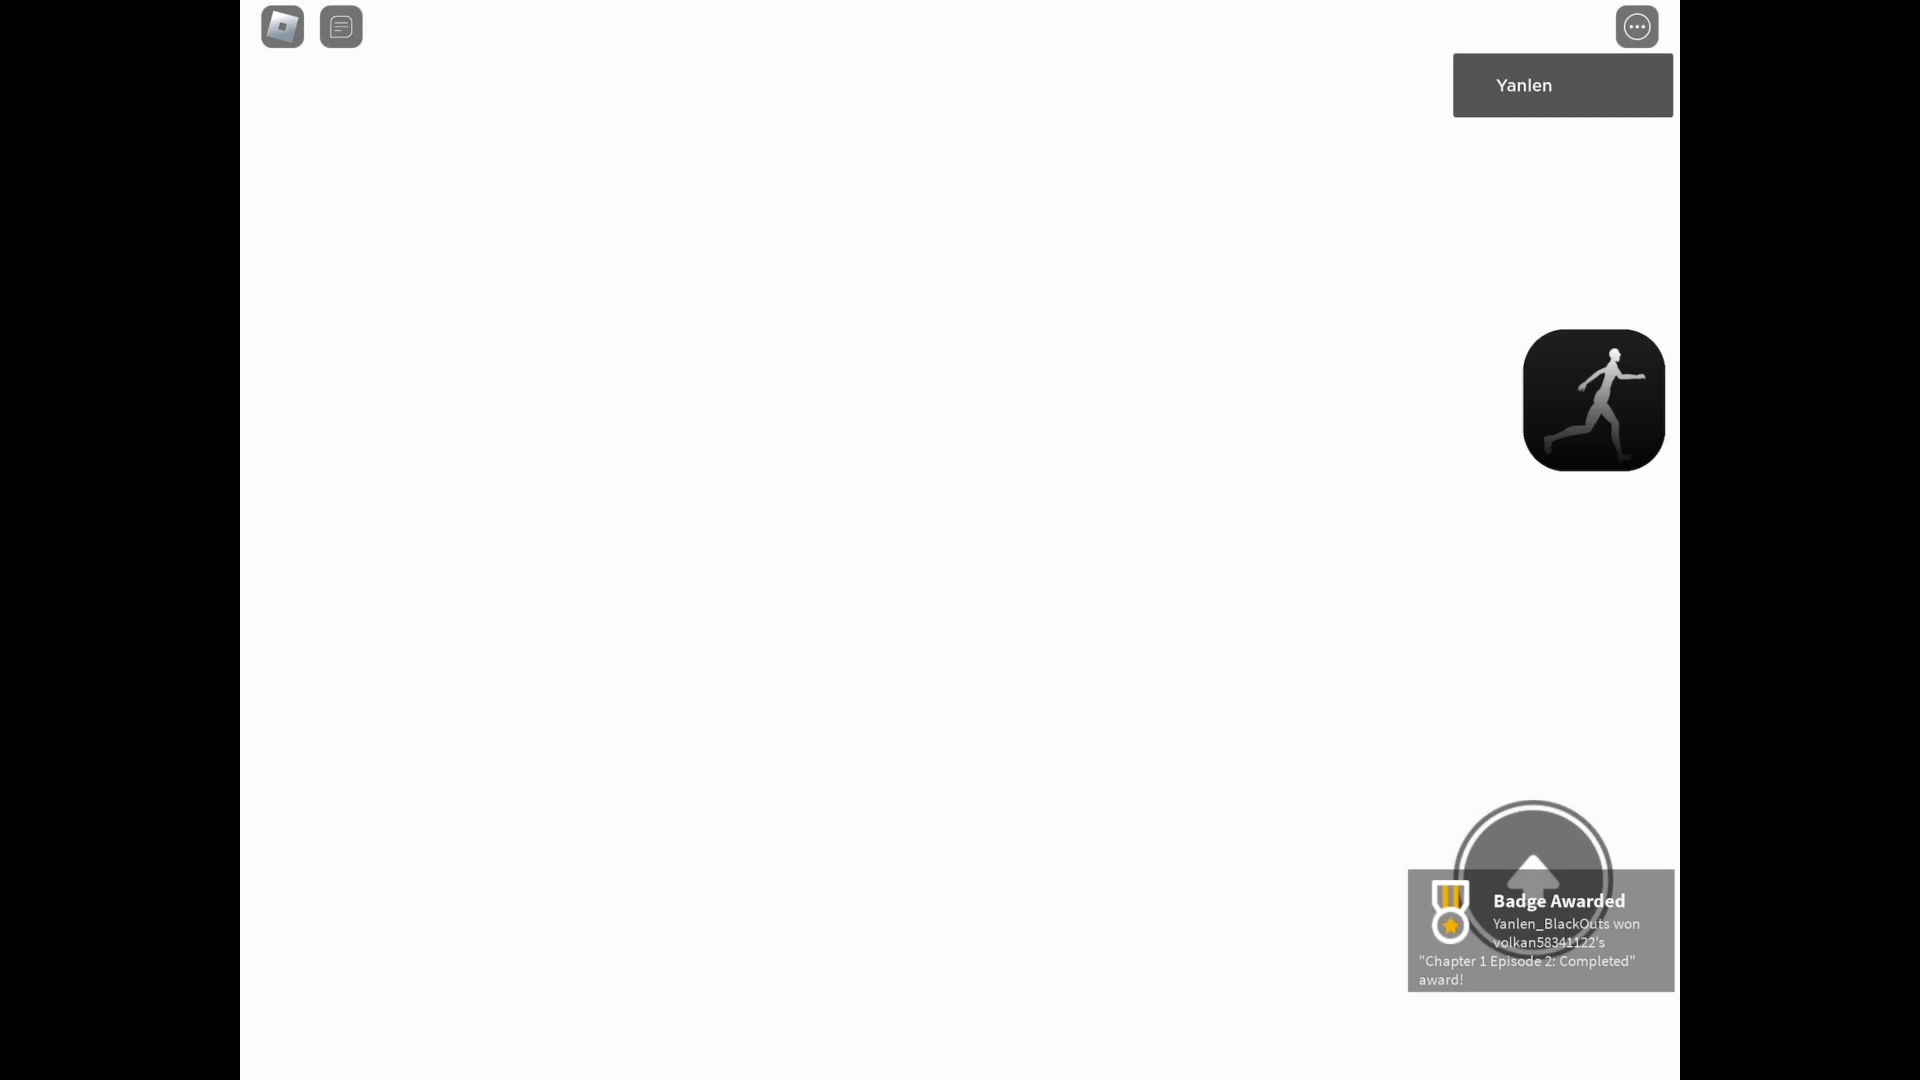 Yanlen
Badge Awarded
Yanlen_BlackOuts won
volkan58341122's
"Chapter 1 Episode 2: Completed"
award!